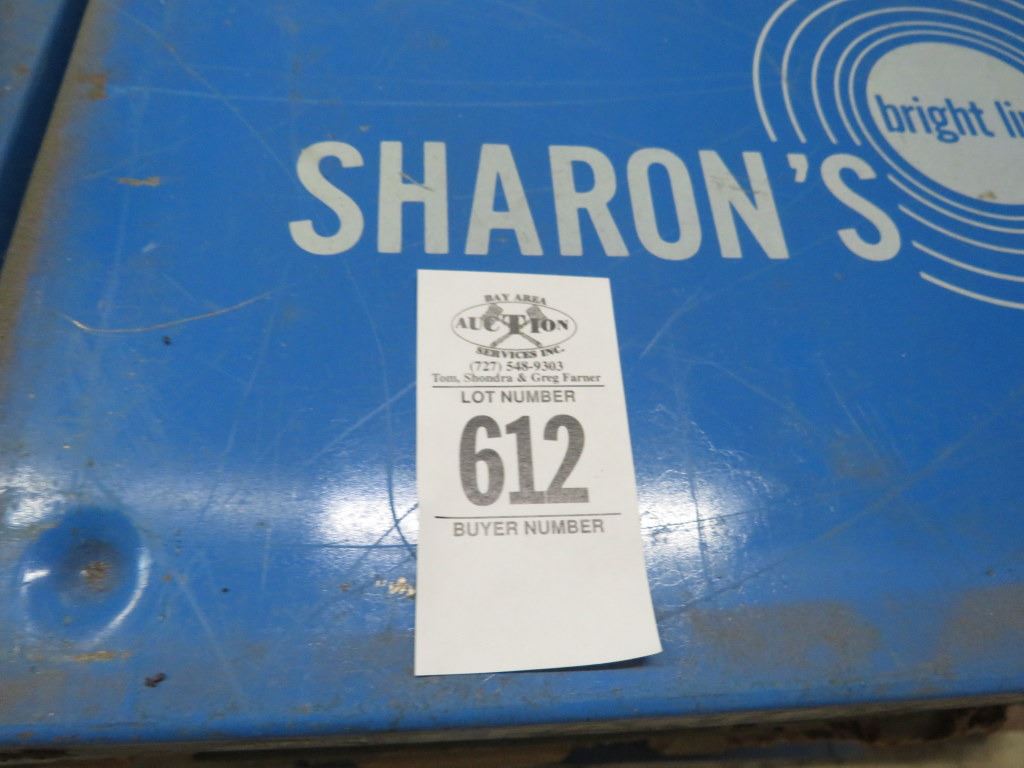 bright
SHARON'S
BAY AREA
AUCTION
SERVICES INC.
(727) 548-9303
Tom, Shondra & Greg Farner
LOT NUMBER
612
BUYER NUMBER